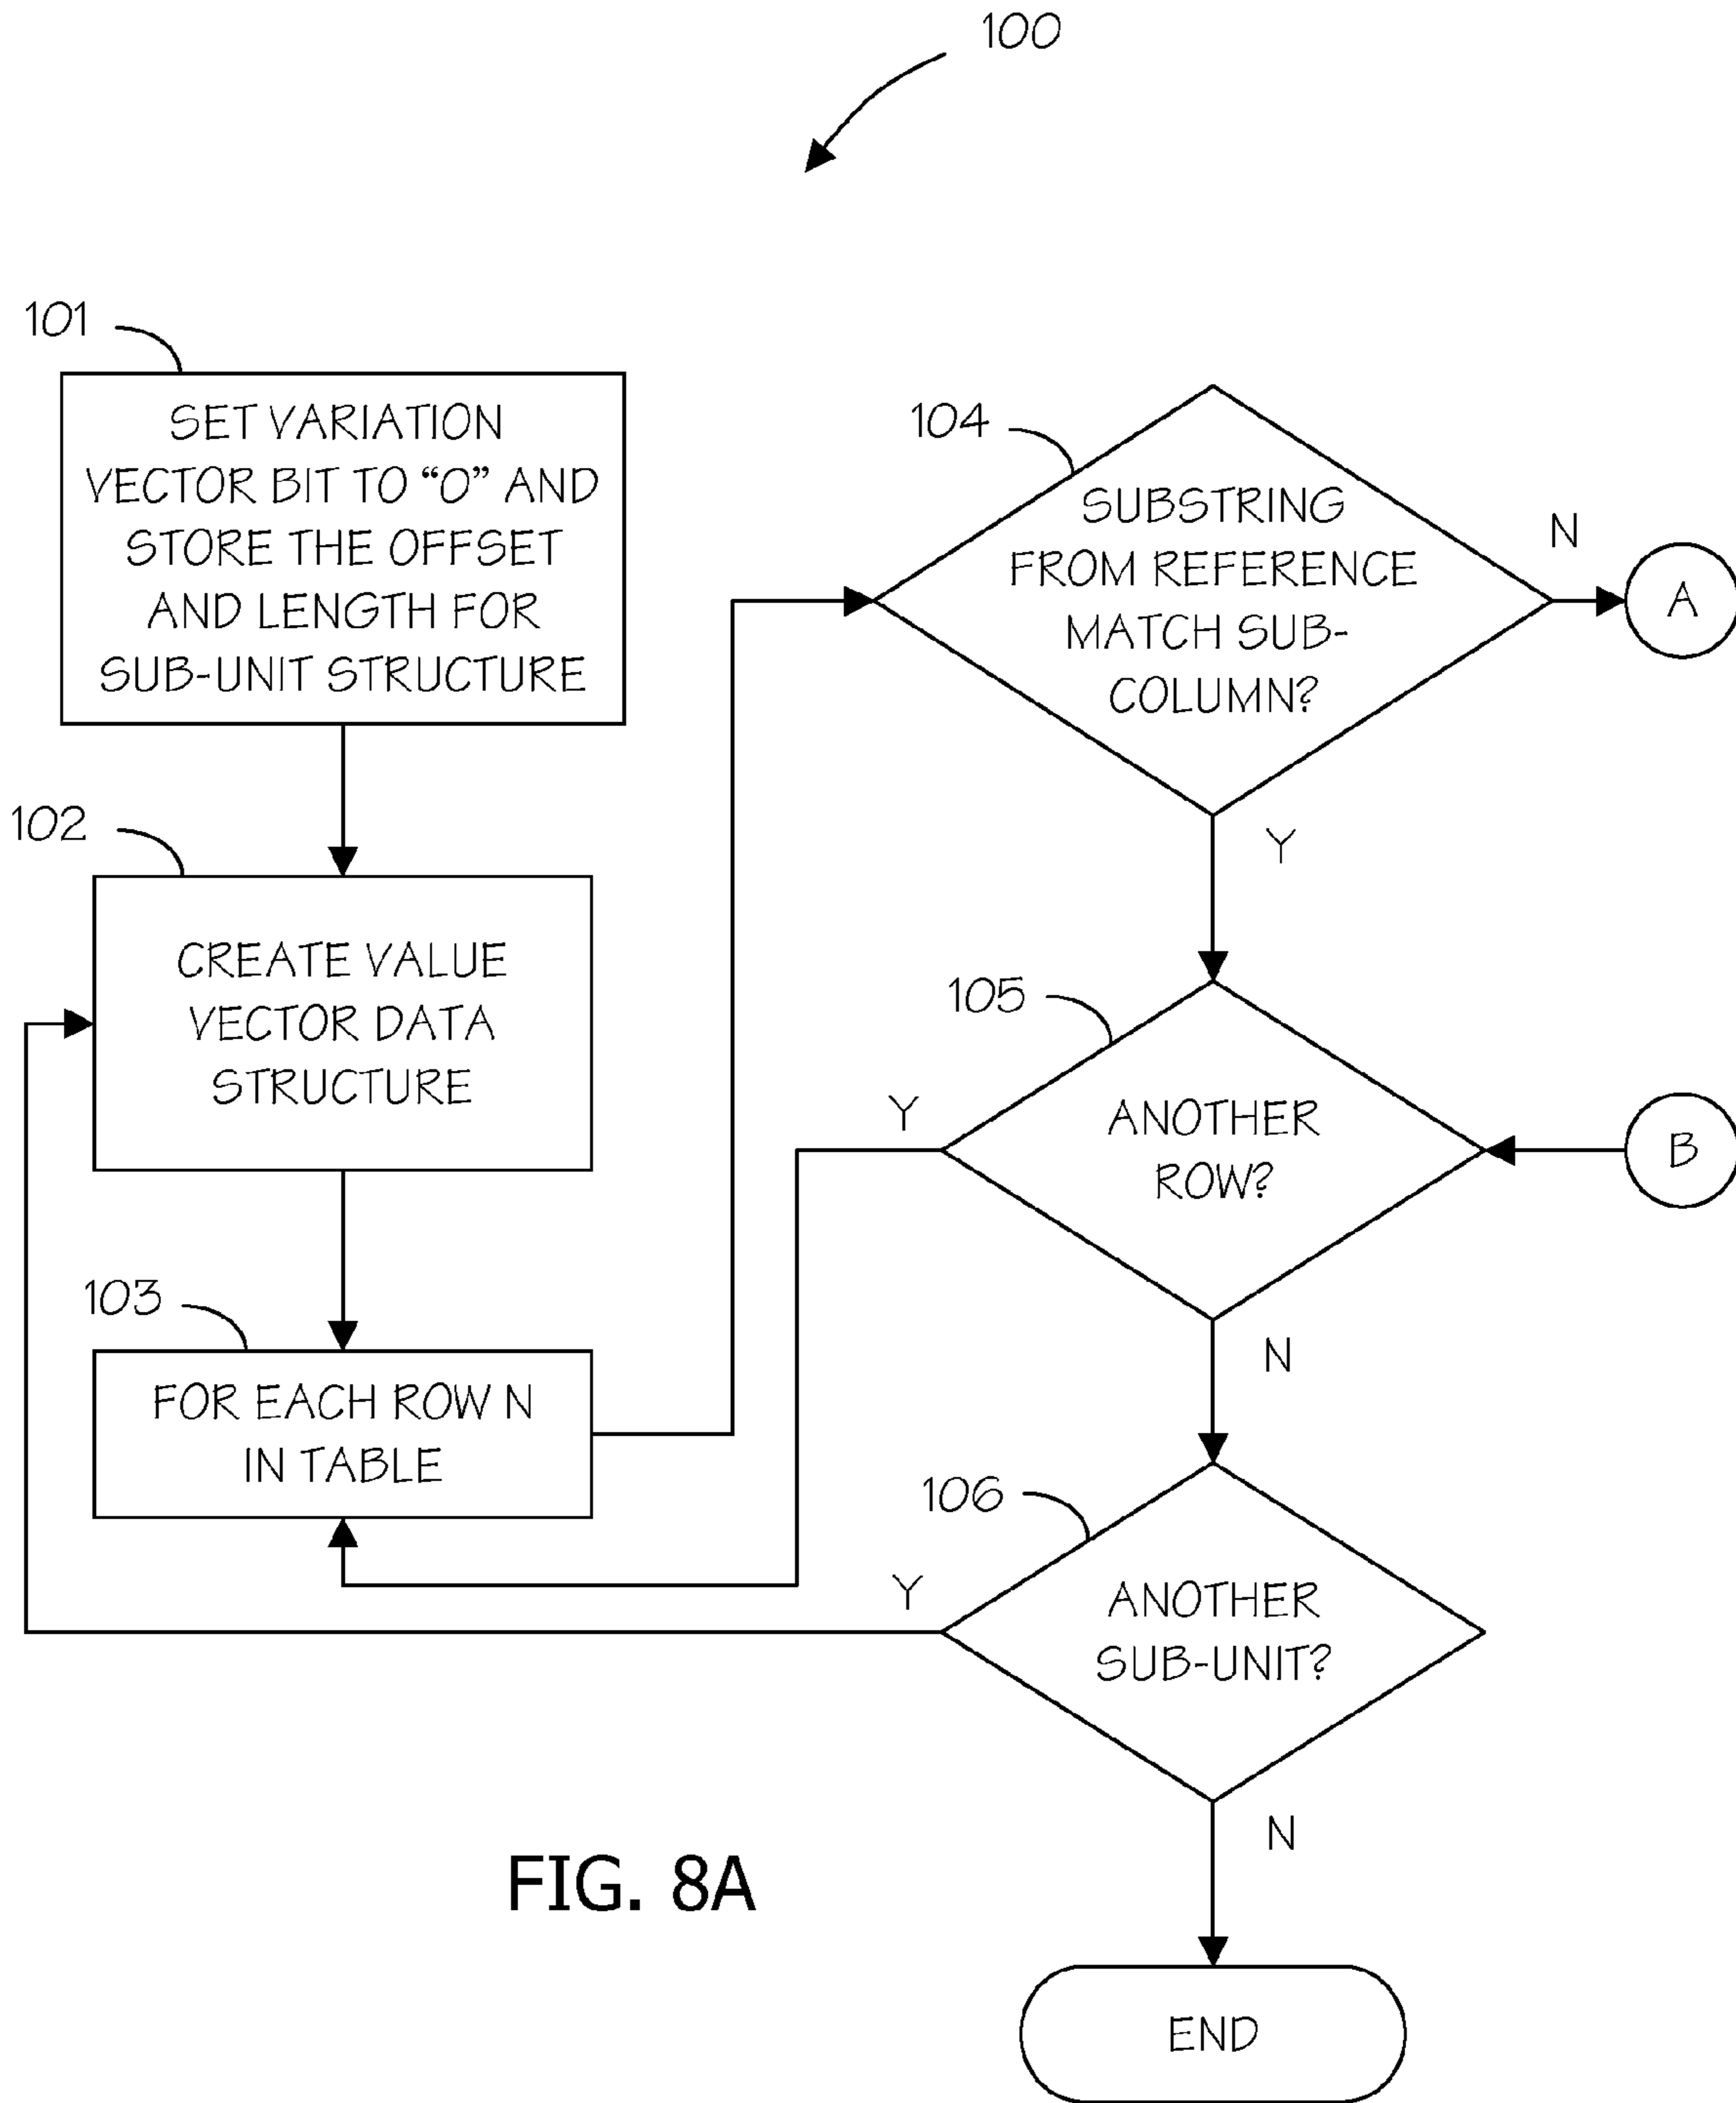 100
101
SET VARIATION
VECTOR BIT TO “0” AND
STORE THE OFFSET
AND LENGTH FOR
SUB-UNIT STRUCTURE
102
CREATE VALUE
VECTOR DATA
STRUCTURE
103
FOR EACH ROW N
IN TABLE
104
SUBSTRING
FROM REFERENCE
MATCH SUB-
COLUMN?
N
A
Y
105
ANOTHER
ROW?
Y
B
N
106
ANOTHER
SUB-UNIT?
Y
N
END
FIG. 8A